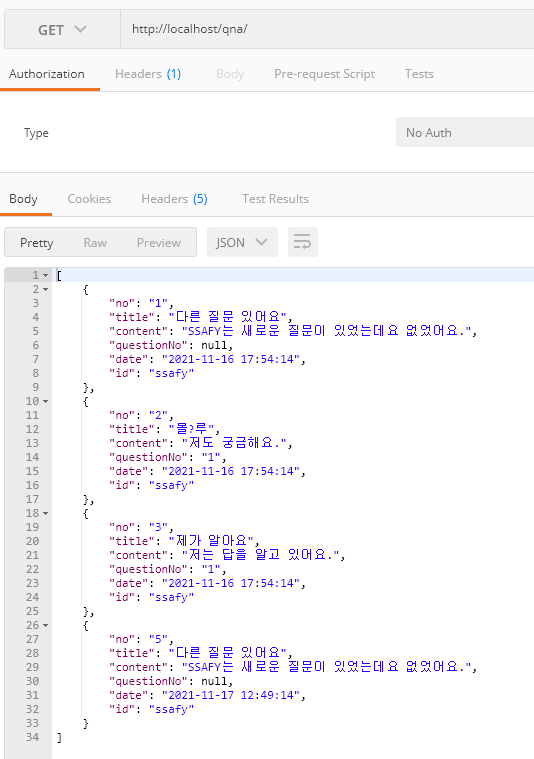 GET http://localhost/qna/
Authorization Headers (1) Body Pre-request Script Tests
Type No Auth
Body Cookies Headers (5) Test Results
Pretty Raw Preview JSON
1 [
2 {
3 "no": "1",
4 "title": "다른 질문 있어요",
5 "content": "SSAFY는 새로운 질문이 있었는데요 없었어요.",
6 "questionNo": null,
7 "date": "2021-11-16 17:54:14",
8 "id": "ssafy"
9 },
10 {
11 "no": "2",
12 "title": "몰?루",
13 "content": "저도 궁금해요.",
14 "questionNo": "1",
15 "date": "2021-11-16 17:54:14",
16 "id": "ssafy"
17 },
18 {
19 "no": "3",
20 "title": "제가 알아요",
21 "content": "저는 답을 알고 있어요.",
22 "questionNo": "1",
23 "date": "2021-11-16 17:54:14",
24 "id": "ssafy"
25 },
26 {
27 "no": "5",
28 "title": "다른 질문 있어요",
29 "content": "SSAFY는 새로운 질문이 있었는데요 없었어요.",
30 "questionNo": null,
31 "date": "2021-11-17 12:49:14",
32 "id": "ssafy"
33 }
34 ]